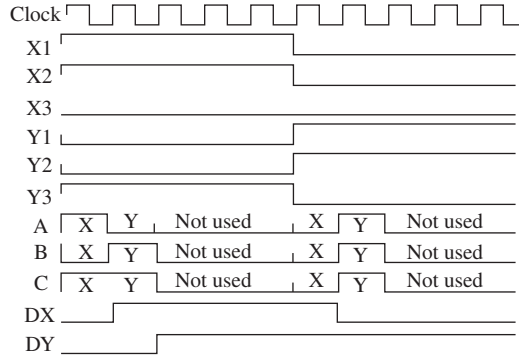 Clock
X1
X2
X3
Y1
Y2
Y3
A X Y Not used X Y Not used
B X Y Not used X Y Not used
C X Y Not used X Y Not used
DX
DY